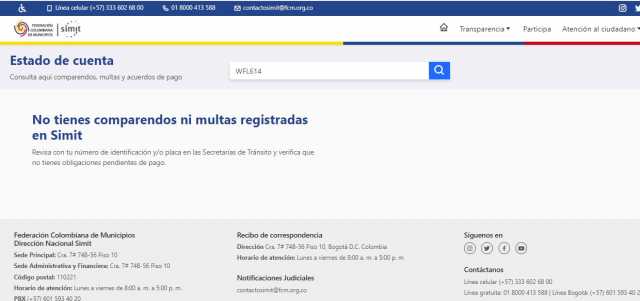 Línea celular (+57) 333 602 68 00 01 8000 413 588 contactosimit@fcm.org.co
FEDERACIÓN COLOMBIANA DE MUNICIPIOS simit
Transparencia Participa Atención al ciudadano
Estado de cuenta
Consulta aquí comparendos, multas y acuerdos de pago
WFL614
No tienes comparendos ni multas registradas
en Simit
Revisa con tu número de identificación y/o placa en las Secretarías de Tránsito y verifica que
no tienes obligaciones pendientes de pago.
Federación Colombiana de Municipios
Dirección Nacional Simit
Sede Principal: Cra. 7# 74B-56 Piso 10
Sede Administrativa y Financiera: Cra. 7# 74B-56 Piso 10
Código postal: 110221
Horario de atención: Lunes a viernes de 8:00 a. m. a 5:00 p. m.
PBX (+57) 601 593 40 20
Recibo de correspondencia
Dirección Cra. 7# 74B-56 Piso 10, Bogotá D.C. Colombia
Horario de atención: Lunes a viernes de 8:00 a. m. a 5:00 p. m.
Notificaciones Judiciales
contactosimit@fcm.org.co
Síguenos en
Contáctanos
Línea celular (+57) 333 602 68 00
Línea gratuita: 01 8000 413 588 | Línea Bogotá: (+57) 601 593 40 2